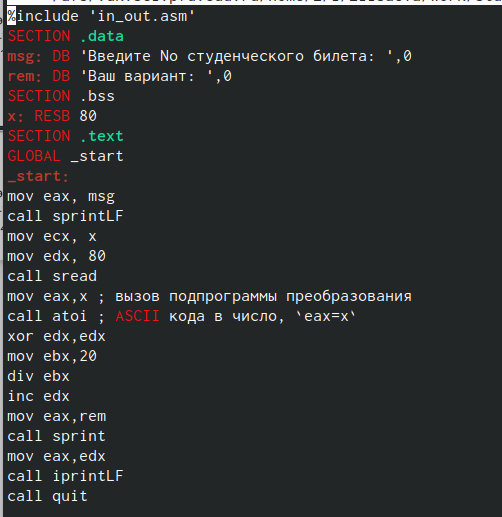 %include 'in_out.asm'
SECTION .data
msg: DB 'Введите No студенческого билета: ',0
rem: DB 'Ваш вариант: ',0
SECTION .bss
x: RESB 80
SECTION .text
GLOBAL _start
_start:
mov eax, msg
call sprintLF
mov ecx, x
mov edx, 80
call sread
mov eax,x ; вызов подпрограммы преобразования
call atoi ; ASCII кода в число, `eax=x`
xor edx,edx
mov ebx,20
div ebx
inc edx
mov eax,rem
call sprint
mov eax,edx
call iprintLF
call quit